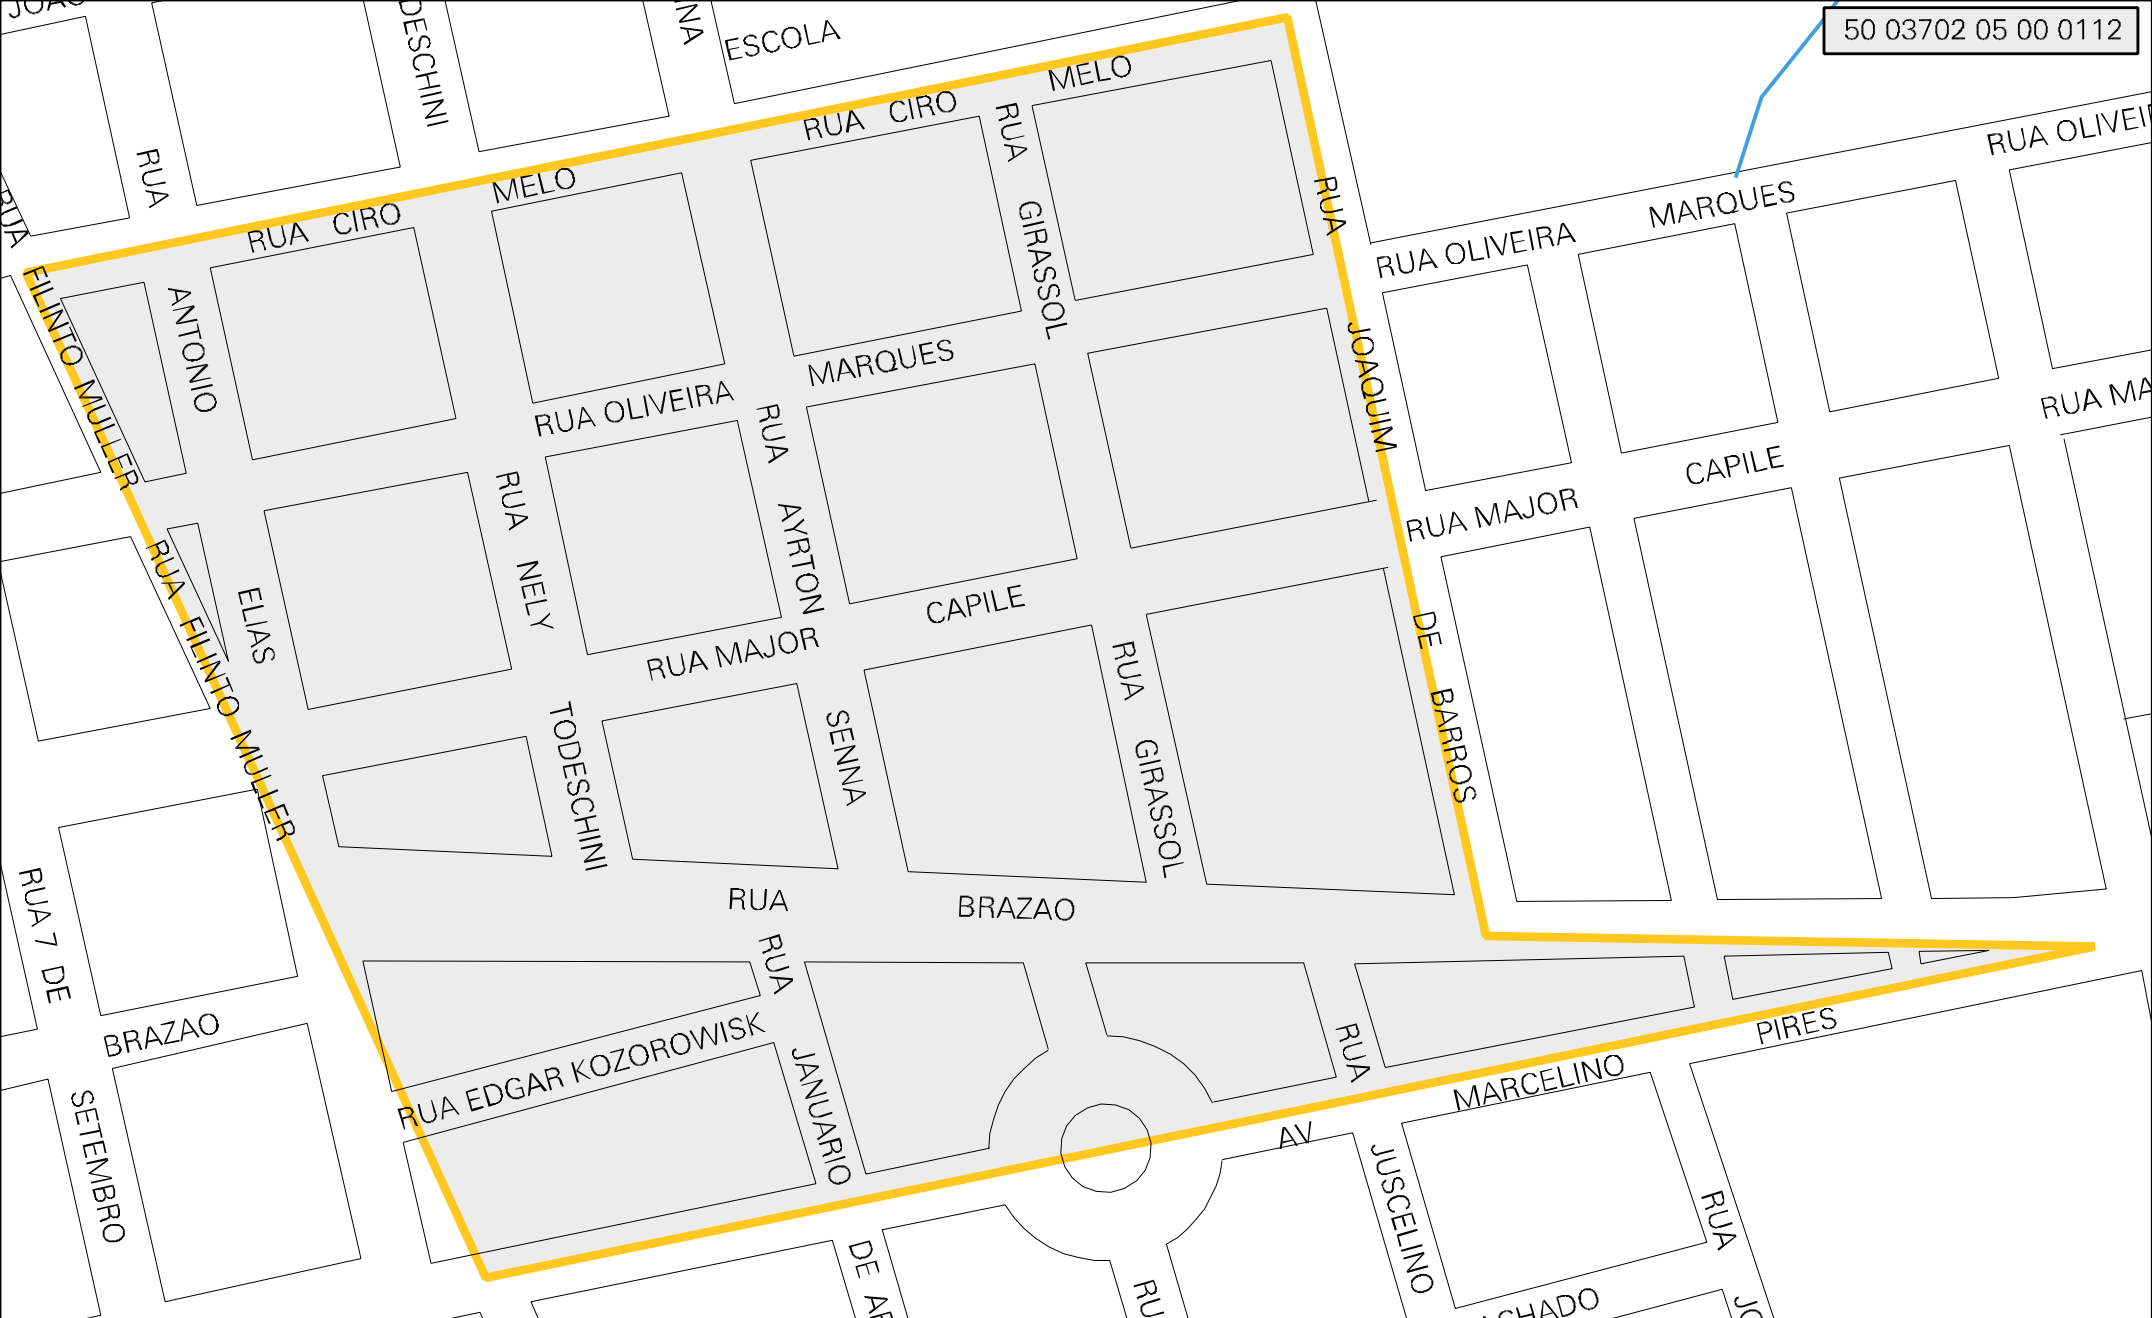 50 03702 05 00 0112
ESCOLA
DESCHINI
RUA
RUA CIRO MELO
RUA CIRO MELO
RUA
FILINTO MULLER
RUA FILINTO MULLER
ANTONIO
ELIAS
RUA GIRASSOL
RUA
JOAQUIM
DE BARROS
RUA OLIVEIRA MARQUES
RUA OLIVEIRA MARQUES
RUA
RUA NELY
TODESCHINI
RUA AYRTON
SENNA
RUA MAJOR CAPILE
RUA MAJOR CAPILE
RUA
RUA GIRASSOL
RUA BRAZAO
RUA 7 DE
SETEMBRO
BRAZAO
RUA
JANUARIO
DE
RUA EDGAR KOZOROWISK
AV MARCELINO PIRES
RUA
JUSCELINO
RUA